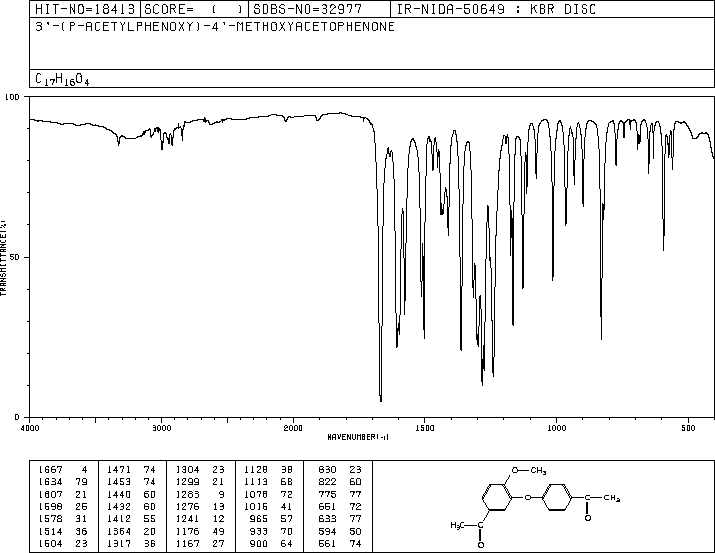 HIT-NO=18413 SCORE= ( ) SDBS-NO=32977 IR-NIDA-50649 : KBR DISC
3'-(P-ACETYLPHENOXY)-4'-METHOXYACETOPHENONE
C17H16O4
100
50
0
TRANSMITTANCE(%)
4000 3000 2000 1500 1000 500
WAVENUMBER(-1)
1667 4 1471 74 1304 23 1128 38 830 23
1634 79 1453 74 1299 21 1113 68 822 60
1607 21 1440 60 1283 9 1078 72 775 77
1598 25 1432 60 1276 13 1016 41 651 72
1578 31 1412 55 1241 12 965 57 633 77
1514 36 1364 20 1176 49 933 70 594 50
1504 23 1317 36 1167 27 900 64 561 74
O—CH3
O
C—CH3
O
H3C—C
O